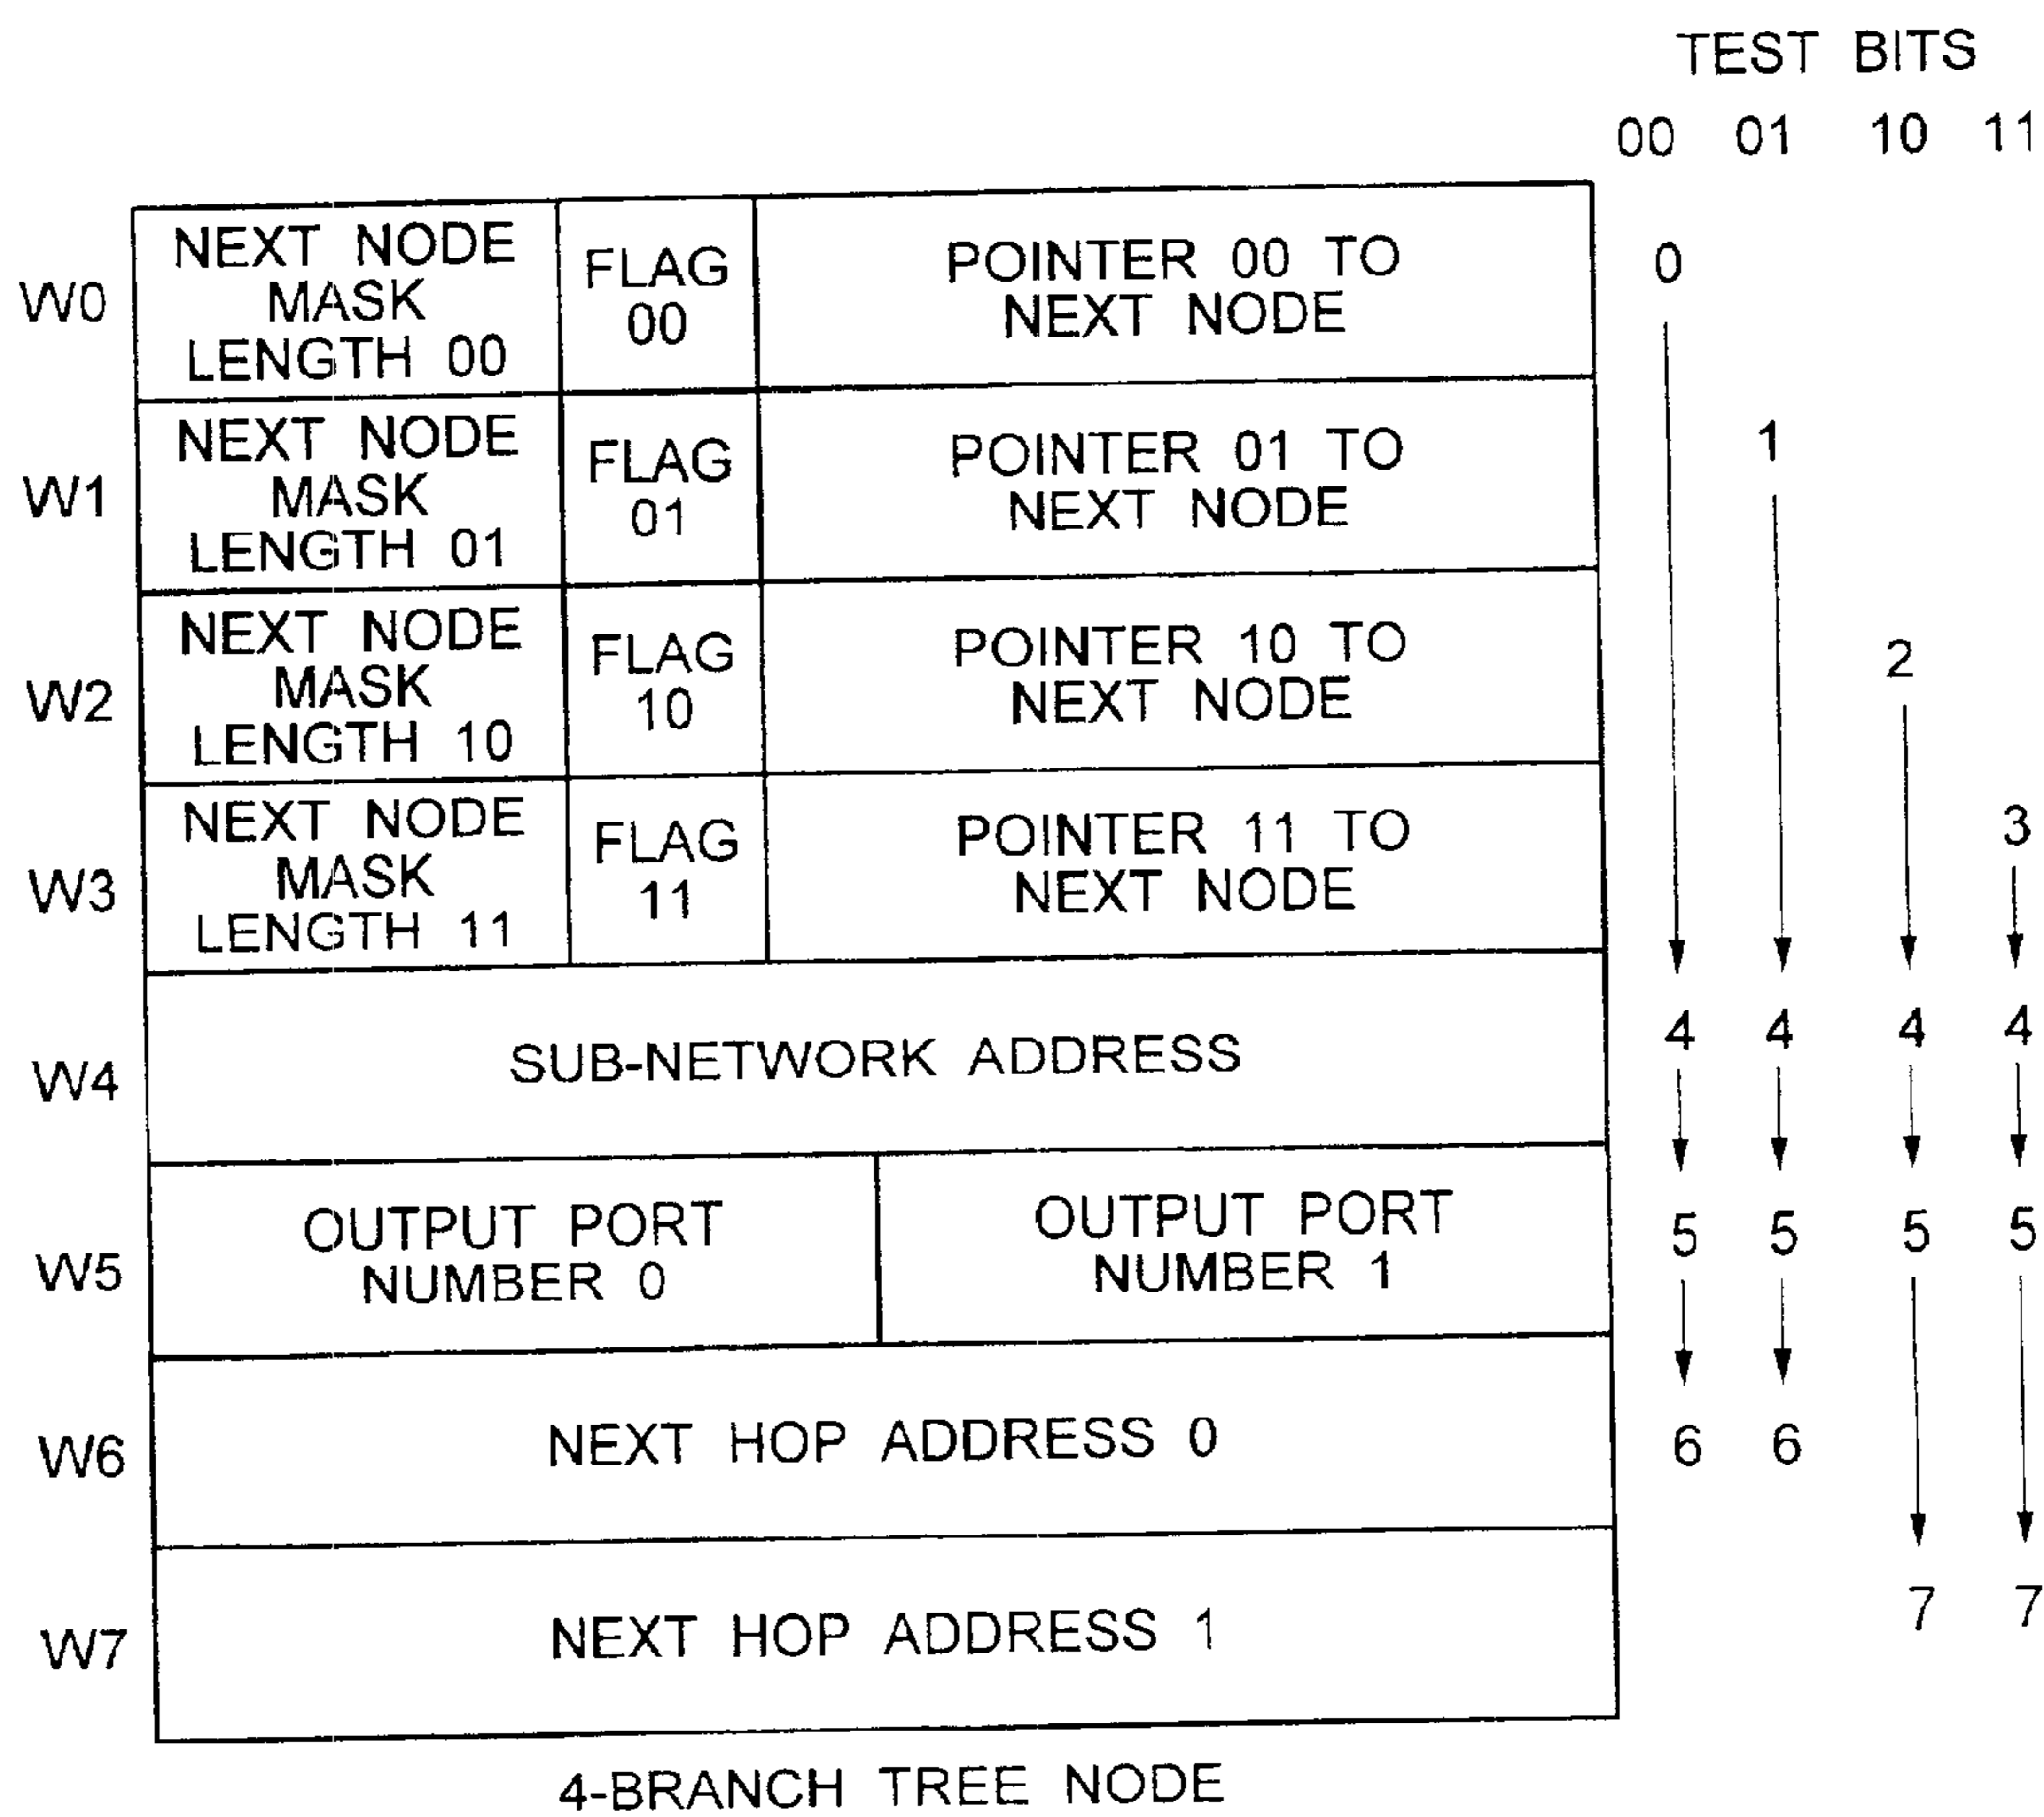 TEST BITS
00 01 10 11
W0
NEXT NODE
MASK
LENGTH 00
FLAG
00
POINTER 00 TO
NEXT NODE
0
W1
NEXT NODE
MASK
LENGTH 01
FLAG
01
POINTER 01 TO
NEXT NODE
1
W2
NEXT NODE
MASK
LENGTH 10
FLAG
10
POINTER 10 TO
NEXT NODE
2
W3
NEXT NODE
MASK
LENGTH 11
FLAG
11
POINTER 11 TO
NEXT NODE
3
W4
SUB-NETWORK ADDRESS
4 4 4 4
W5
OUTPUT PORT
NUMBER 0
OUTPUT PORT
NUMBER 1
5 5 5 5
W6
NEXT HOP ADDRESS 0
6 6
W7
NEXT HOP ADDRESS 1
7 7
4-BRANCH TREE NODE